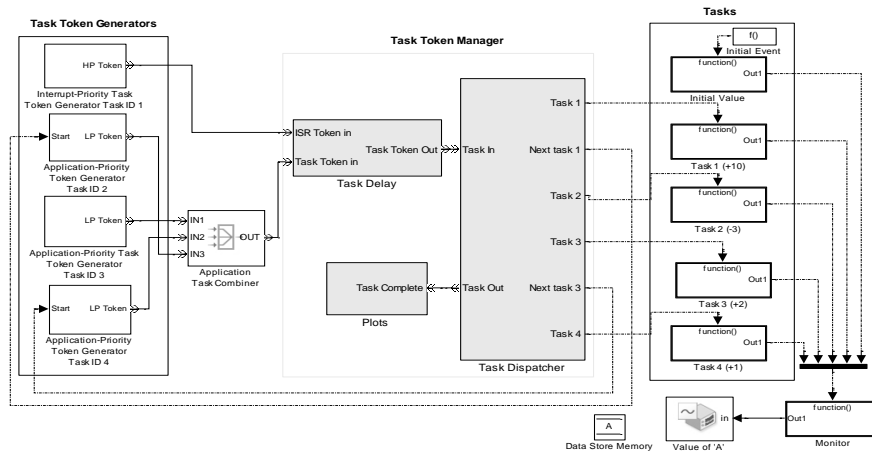 Task Token Generators
HP Token
Interrupt-Priority Task
Token Generator Task ID 1
Start
LP Token
Application-Priority
Token Generator
Task ID 2
LP Token
Application-Priority Task
Token Generator
Task ID 3
Start
LP Token
Application-Priority
Token Generator
Task ID 4
IN1
IN2
IN3
OUT
Application
Task Combiner
Task Token Manager
ISR Token in
Task Token in
Task Token Out
Task Delay
Task Complete
Plots
Task In
Task Out
Task 1
Next task 1
Task 2
Task 3
Next task 3
Task 4
Task Dispatcher
Tasks
f()
Initial Event
function()
Out1
Initial Value
function()
Out1
Task 1 (+10)
function()
Out1
Task 2 (-3)
function()
Out1
Task 3 (+2)
function()
Out1
Task 4 (+1)
A
Data Store Memory
in
Value of 'A'
function()
Out1
Monitor